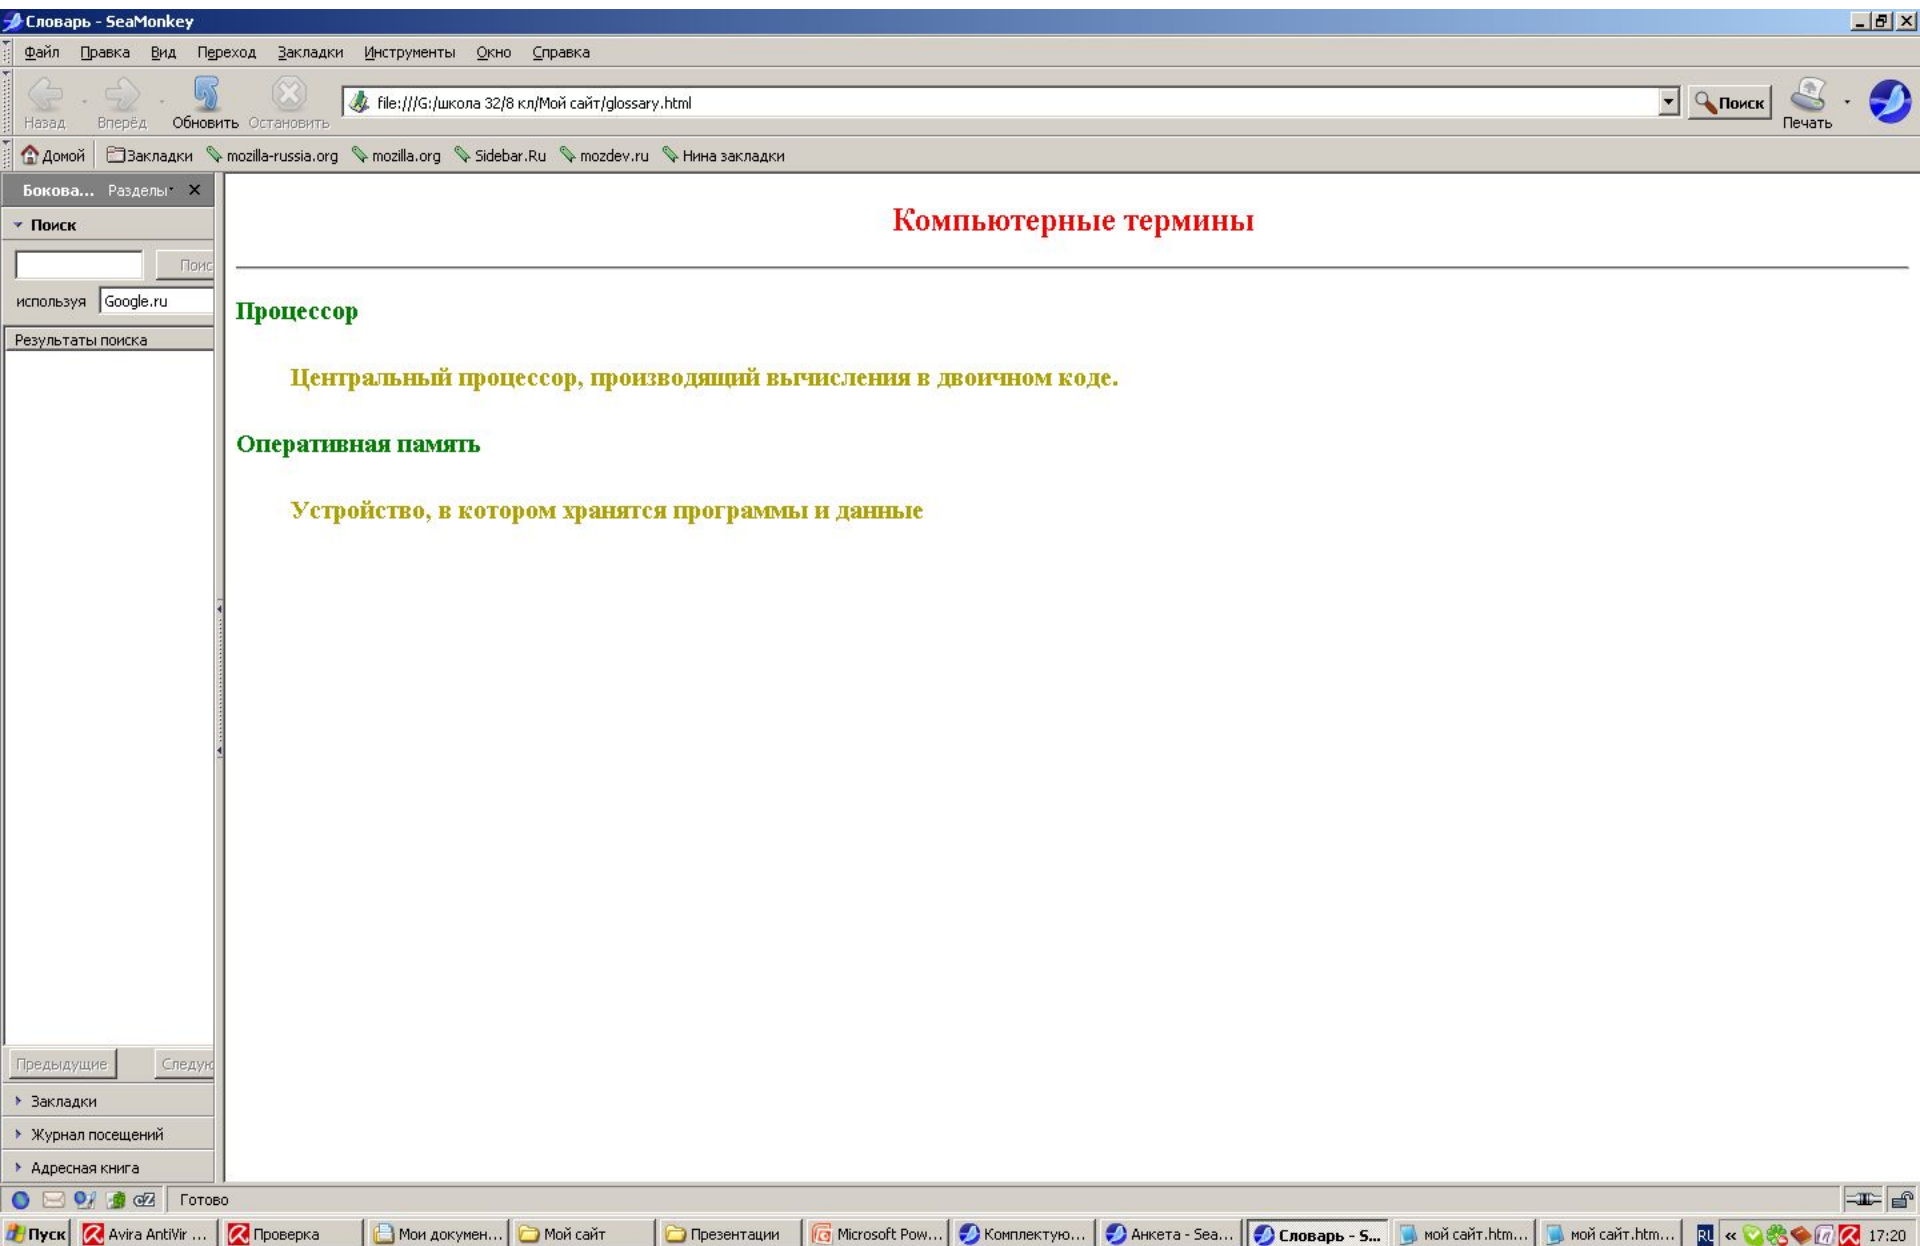 Словарь - SeaMonkey
Файл Правка Вид Переход Закладки Инструменты Окно Справка
Назад Вперёд Обновить Остановить file:///G:/школа 32/8 кл/Мой сайт/glossary.html Поиск Печать
Домой Закладки mozilla-russia.org mozilla.org Sidebar.Ru mozdev.ru Нина закладки
Бокова... Разделы
Поиск
Поис
используя Google.ru
Результаты поиска
Компьютерные термины
Процессор
Центральный процессор, производящий вычисления в двоичном коде.
Оперативная память
Устройство, в котором хранятся программы и данные
Предыдущие Следую
Закладки
Журнал посещений
Адресная книга
Готово
Пуск Avira AntiVir ... Проверка Мои докумен... Мой сайт Презентации Microsoft Pow... Комплектую... Анкета - Sea... Словарь - S... мой сайт.htm... мой сайт.htm... RU « 17:20